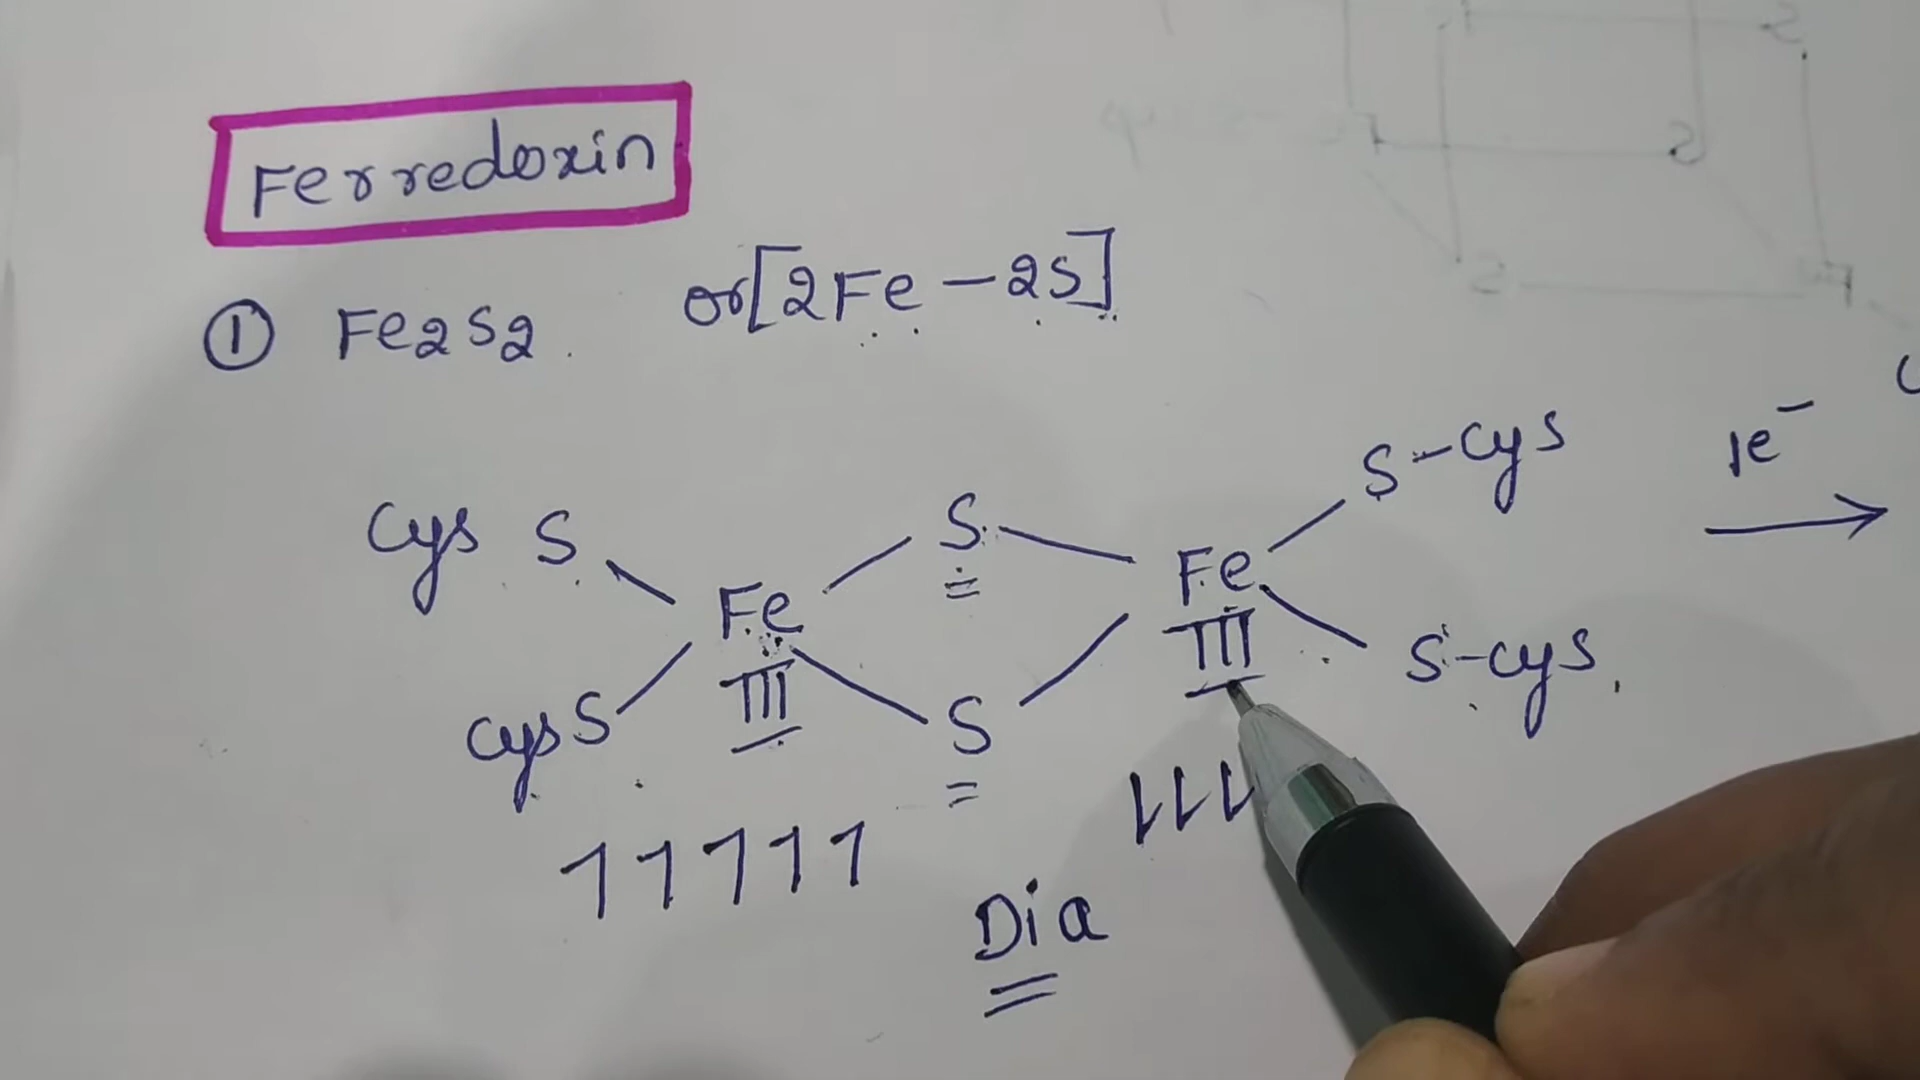 Ferredoxin
① Fe2S2 or [2Fe-2S]
1e⁻
Cys S S Fe S-Cys
Fe III
III
Cys S S S-Cys
Dia